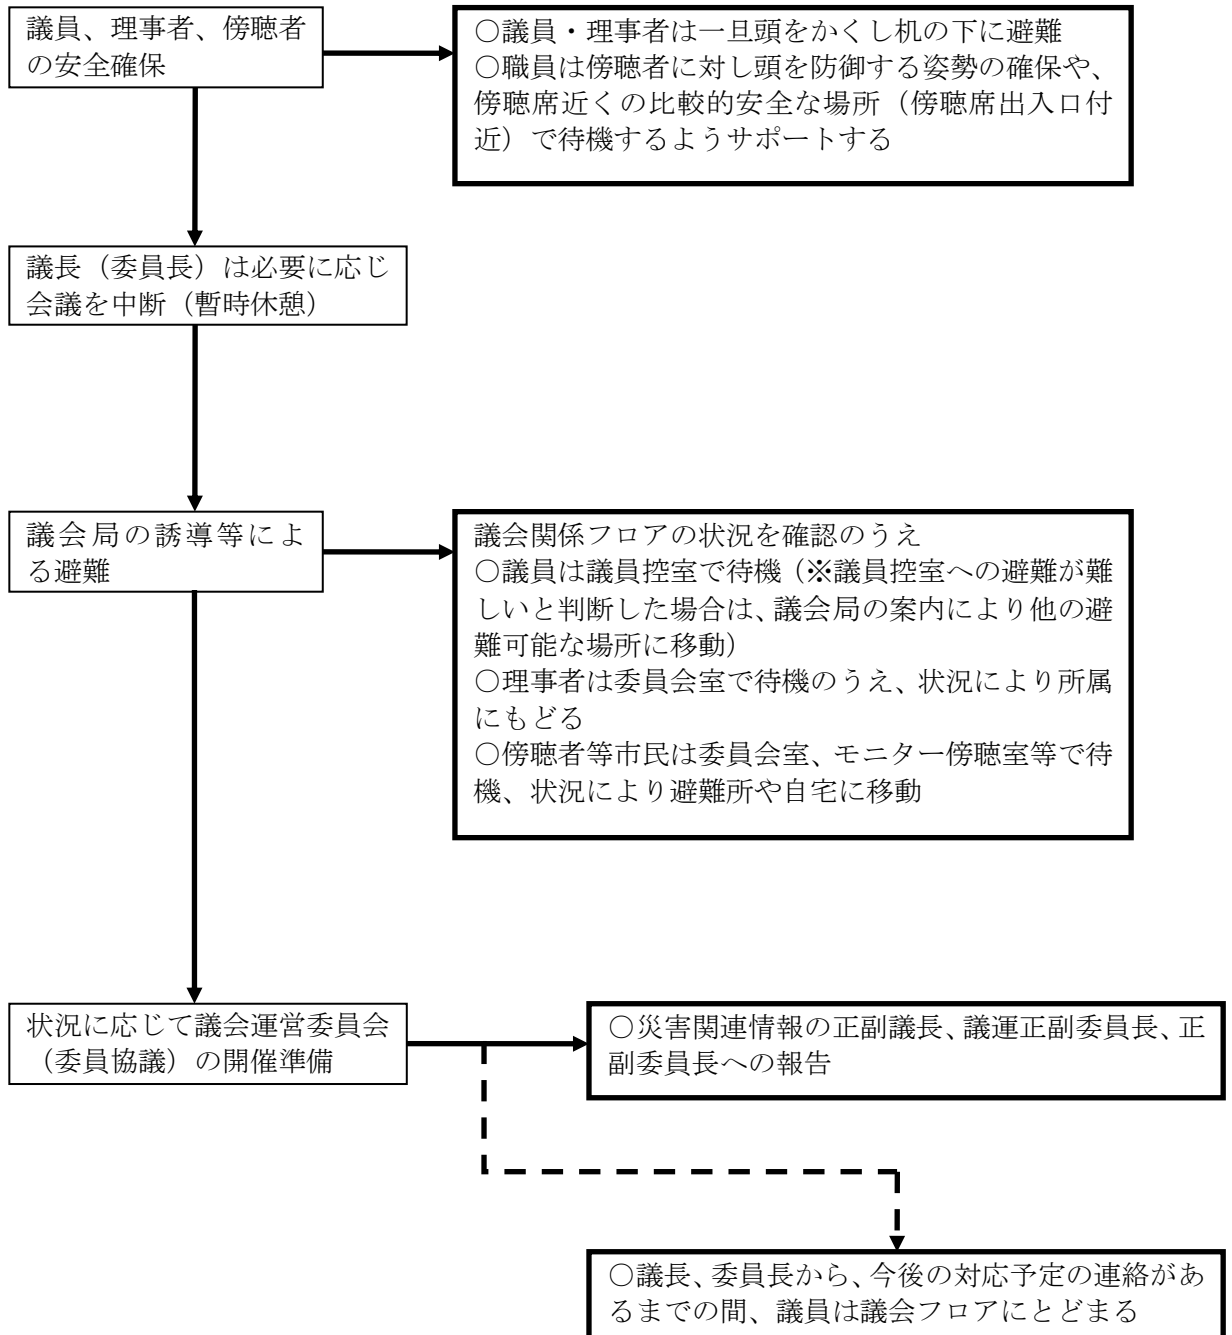 議員、理事者、傍聴者
の安全確保
○議員・理事者は一旦頭をかくし机の下に避難
○職員は傍聴者に対し頭を防御する姿勢の確保や、
傍聴席近くの比較的安全な場所（傍聴席出入口付
近）で待機するようサポートする
議長（委員長）は必要に応じ
会議を中断（暫時休憩）
議会局の誘導等によ
る避難
議会関係フロアの状況を確認のうえ
○議員は議員控室で待機（※議員控室への避難が難
しいと判断した場合は、議会局の案内により他の避
難可能な場所に移動）
○理事者は委員会室で待機のうえ、状況により所属
にもどる
○傍聴者等市民は委員会室、モニター傍聴室等で待
機、状況により避難所や自宅に移動
状況に応じて議会運営委員会
（委員協議）の開催準備
○災害関連情報の正副議長、議運正副委員長、正
副委員長への報告
○議長、委員長から、今後の対応予定の連絡があ
るまでの間、議員は議会フロアにとどまる